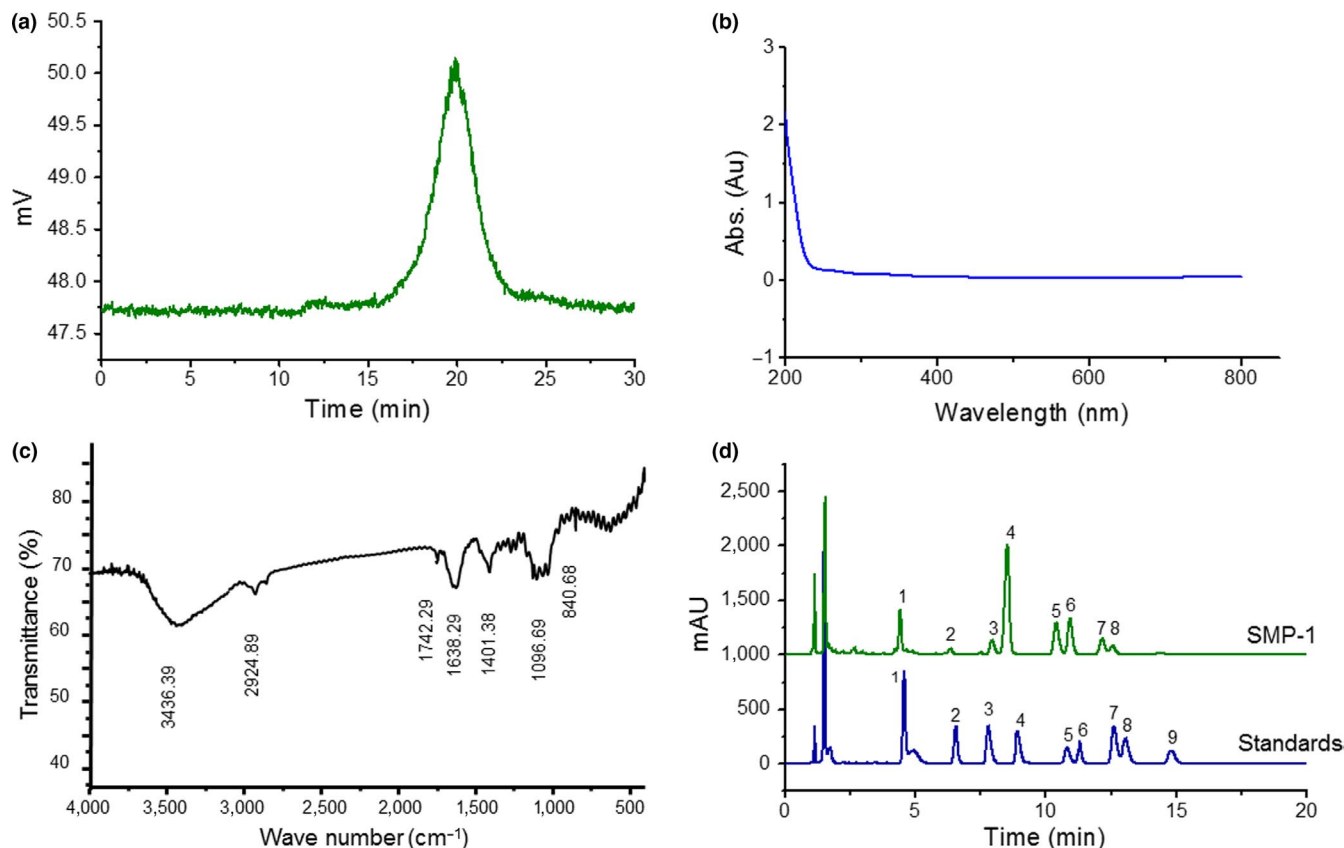 (a)
50.5
50.0
49.5
49.0
48.5
48.0
47.5
mV
0 5 10 15 20 25 30
Time (min)
(b)
3
2
1
0
−1
Abs. (Au)
200 400 600 800
Wavelength (nm)
(c)
80
70
60
50
40
Transmittance (%)
3436.39
2924.89
1742.29
1638.29
1401.38
1096.69
840.68
4,000 3,500 3,000 2,500 2,000 1,500 1,000 500
Wave number (cm⁻¹)
(d)
2,500
2,000
1,500
1,000
500
0
mAU
1 2 3 4 5 6 7 8
SMP-1
1 2 3 4 5 6 7 8 9
Standards
0 5 10 15 20
Time (min)